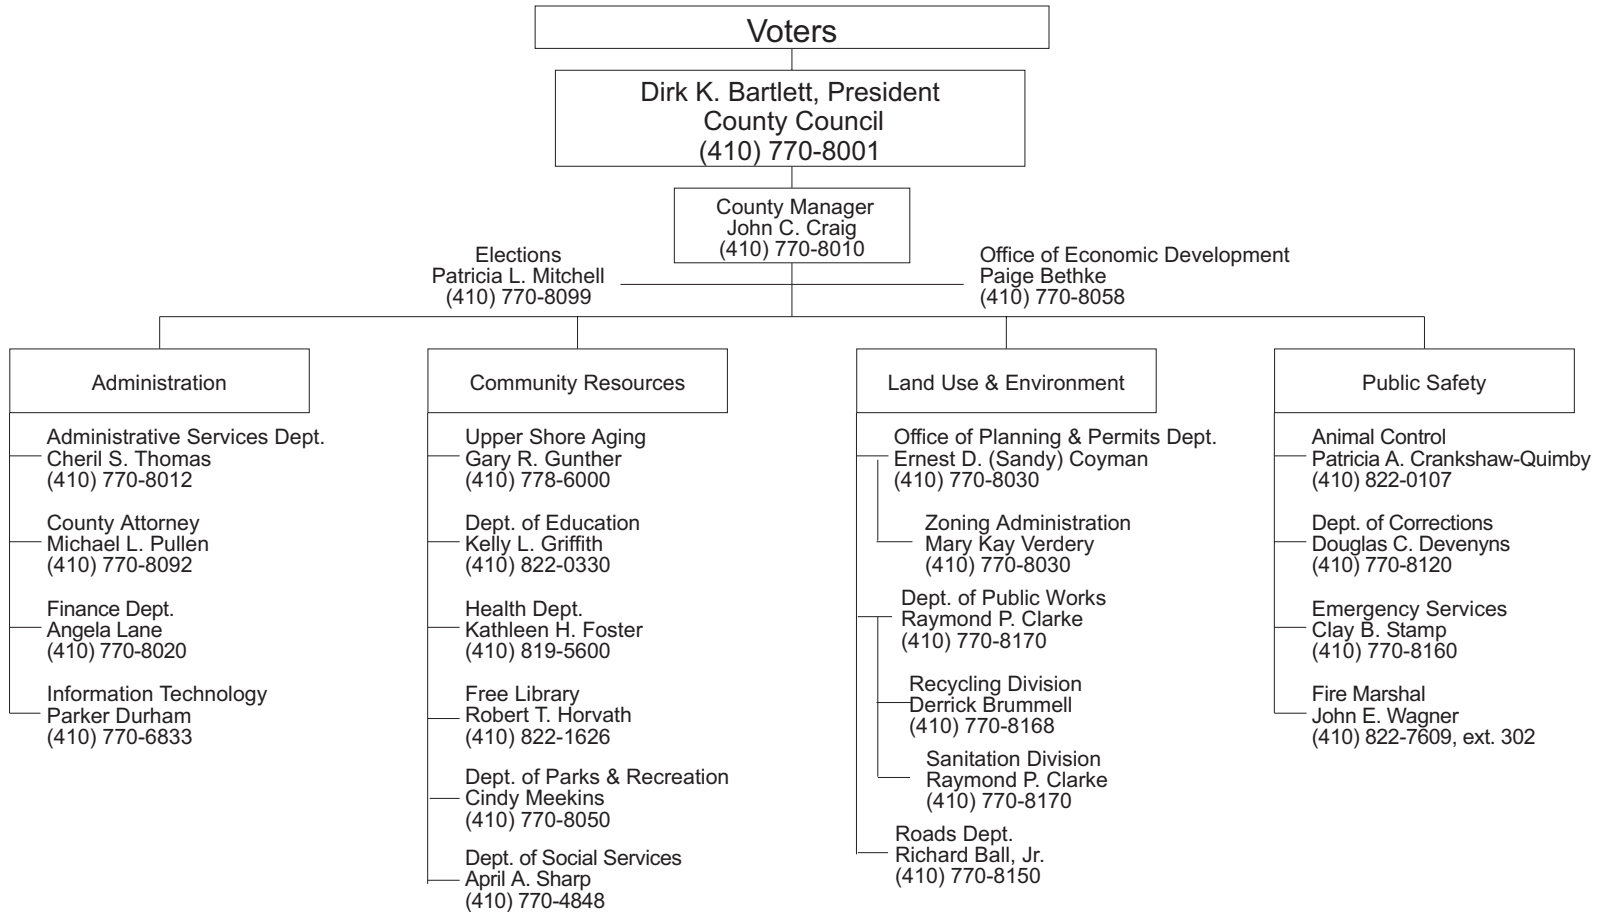 Voters
Dirk K. Bartlett, President
County Council
(410) 770-8001
County Manager
John C. Craig
(410) 770-8010
Elections
Patricia L. Mitchell
(410) 770-8099
Office of Economic Development
Paige Bethke
(410) 770-8058
Administration
Administrative Services Dept.
Cheril S. Thomas
(410) 770-8012
County Attorney
Michael L. Pullen
(410) 770-8092
Finance Dept.
Angela Lane
(410) 770-8020
Information Technology
Parker Durham
(410) 770-6833
Community Resources
Upper Shore Aging
Gary R. Gunther
(410) 778-6000
Dept. of Education
Kelly L. Griffith
(410) 822-0330
Health Dept.
Kathleen H. Foster
(410) 819-5600
Free Library
Robert T. Horvath
(410) 822-1626
Dept. of Parks & Recreation
Cindy Meekins
(410) 770-8050
Dept. of Social Services
April A. Sharp
(410) 770-4848
Land Use & Environment
Office of Planning & Permits Dept.
Ernest D. (Sandy) Coyman
(410) 770-8030
Zoning Administration
Mary Kay Verdery
(410) 770-8030
Dept. of Public Works
Raymond P. Clarke
(410) 770-8170
Recycling Division
Derrick Brummell
(410) 770-8168
Sanitation Division
Raymond P. Clarke
(410) 770-8170
Roads Dept.
Richard Ball, Jr.
(410) 770-8150
Public Safety
Animal Control
Patricia A. Crankshaw-Quimby
(410) 822-0107
Dept. of Corrections
Douglas C. Devenyns
(410) 770-8120
Emergency Services
Clay B. Stamp
(410) 770-8160
Fire Marshal
John E. Wagner
(410) 822-7609, ext. 302